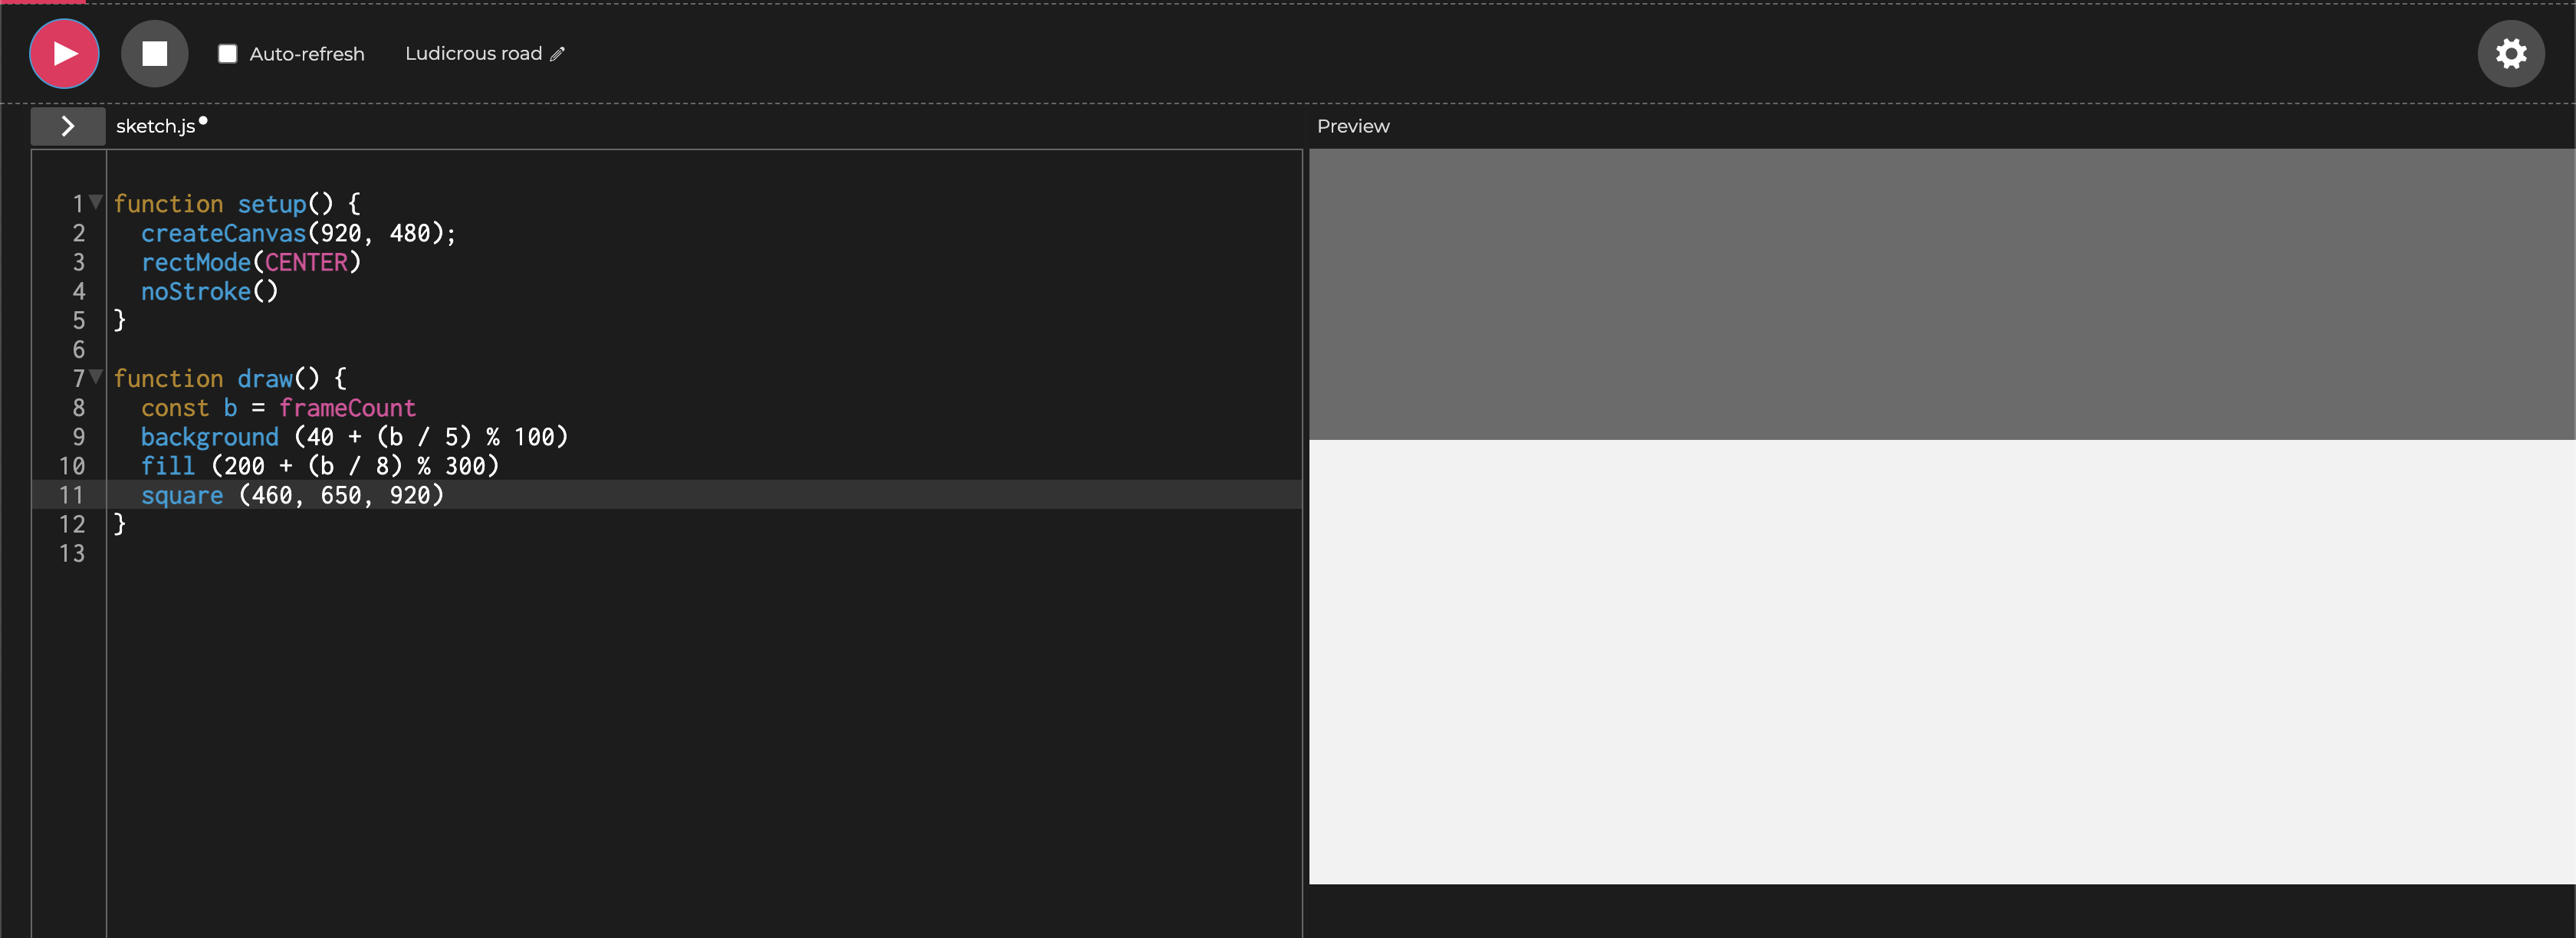 Auto-refresh Ludicrous road
sketch.js
Preview
1 function setup() {
2 createCanvas(920, 480);
3 rectMode(CENTER)
4 noStroke()
5 }
6
7 function draw() {
8 const b = frameCount
9 background (40 + (b / 5) % 100)
10 fill (200 + (b / 8) % 300)
11 square (460, 650, 920)
12 }
13